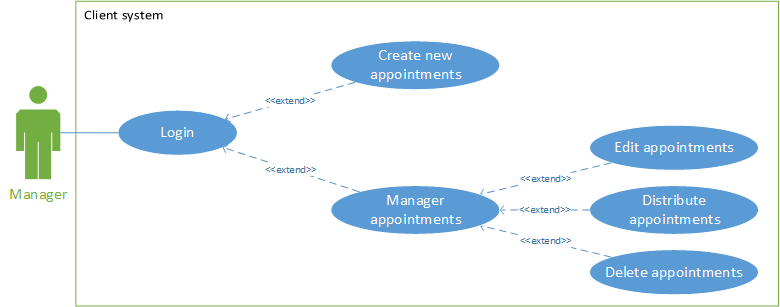 Client system
Create new
appointments
<<extend>>
Login
Manager
<<extend>>
Manager
appointments
Edit appointments
<<extend>>
Distribute
appointments
<<extend>>
<<extend>>
Delete appointments